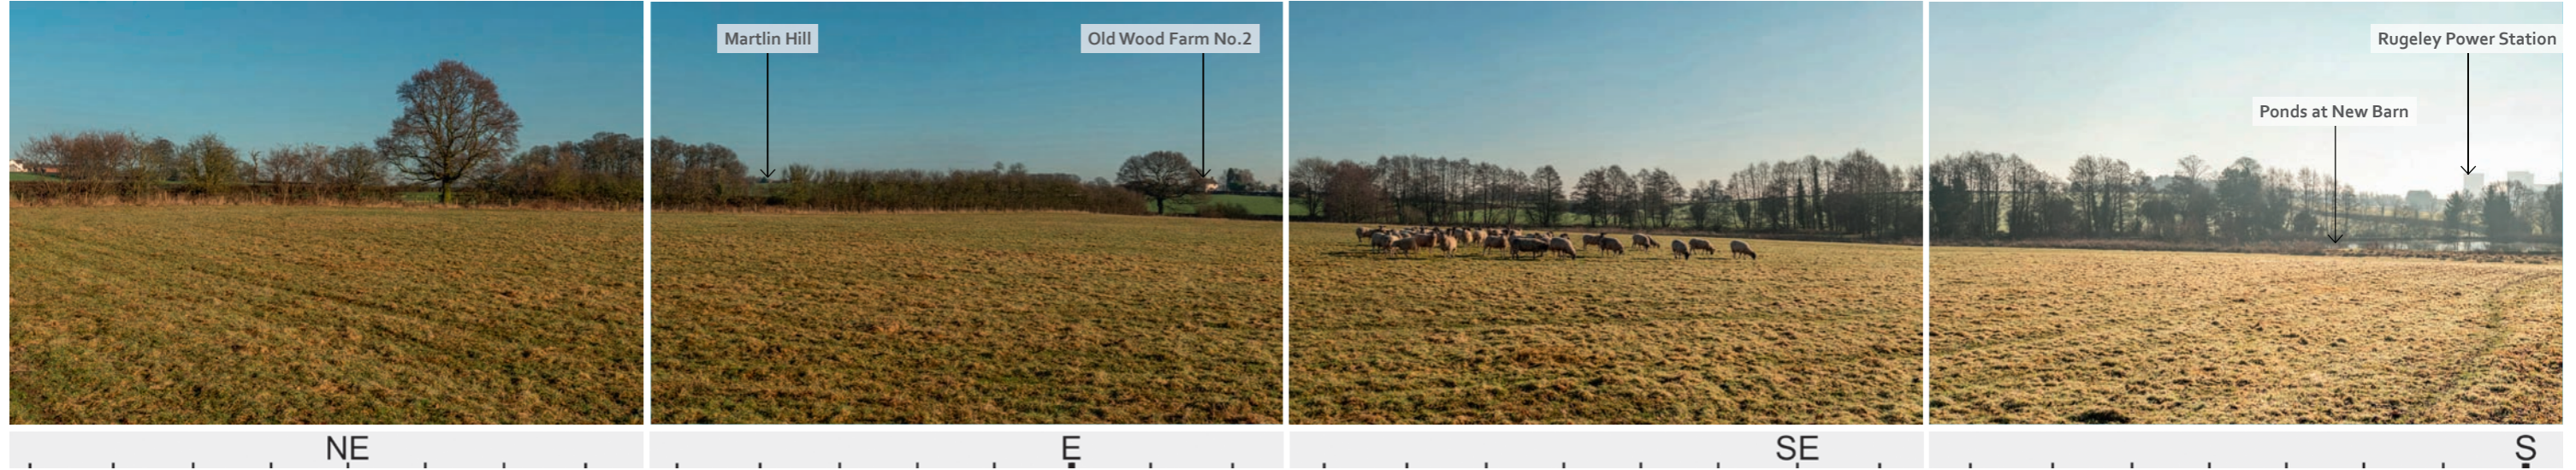 Martlin Hill
Old Wood Farm No.2
Rugeley Power Station
Ponds at New Barn
NE
E
SE
S